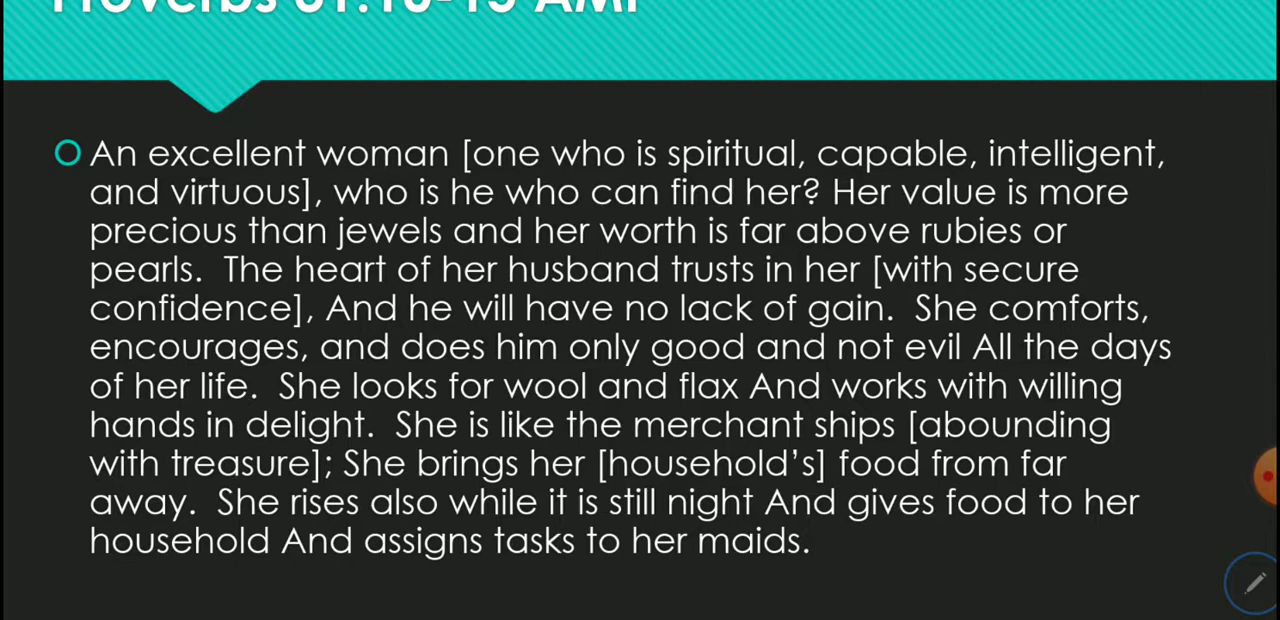 Proverbs 31:10-15 AMP
An excellent woman [one who is spiritual, capable, intelligent,
and virtuous], who is he who can find her? Her value is more
precious than jewels and her worth is far above rubies or
pearls.  The heart of her husband trusts in her [with secure
confidence], And he will have no lack of gain.  She comforts,
encourages, and does him only good and not evil All the days
of her life.  She looks for wool and flax And works with willing
hands in delight.  She is like the merchant ships [abounding
with treasure]; She brings her [household’s] food from far
away.  She rises also while it is still night And gives food to her
household And assigns tasks to her maids.